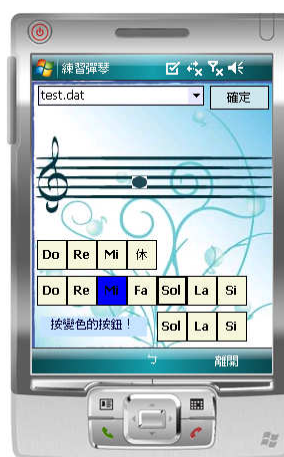 練習彈琴
test.dat 確定
Do Re Mi 休
Do Re Mi Fa Sol La Si
按變色的按鈕！ Sol La Si
離開